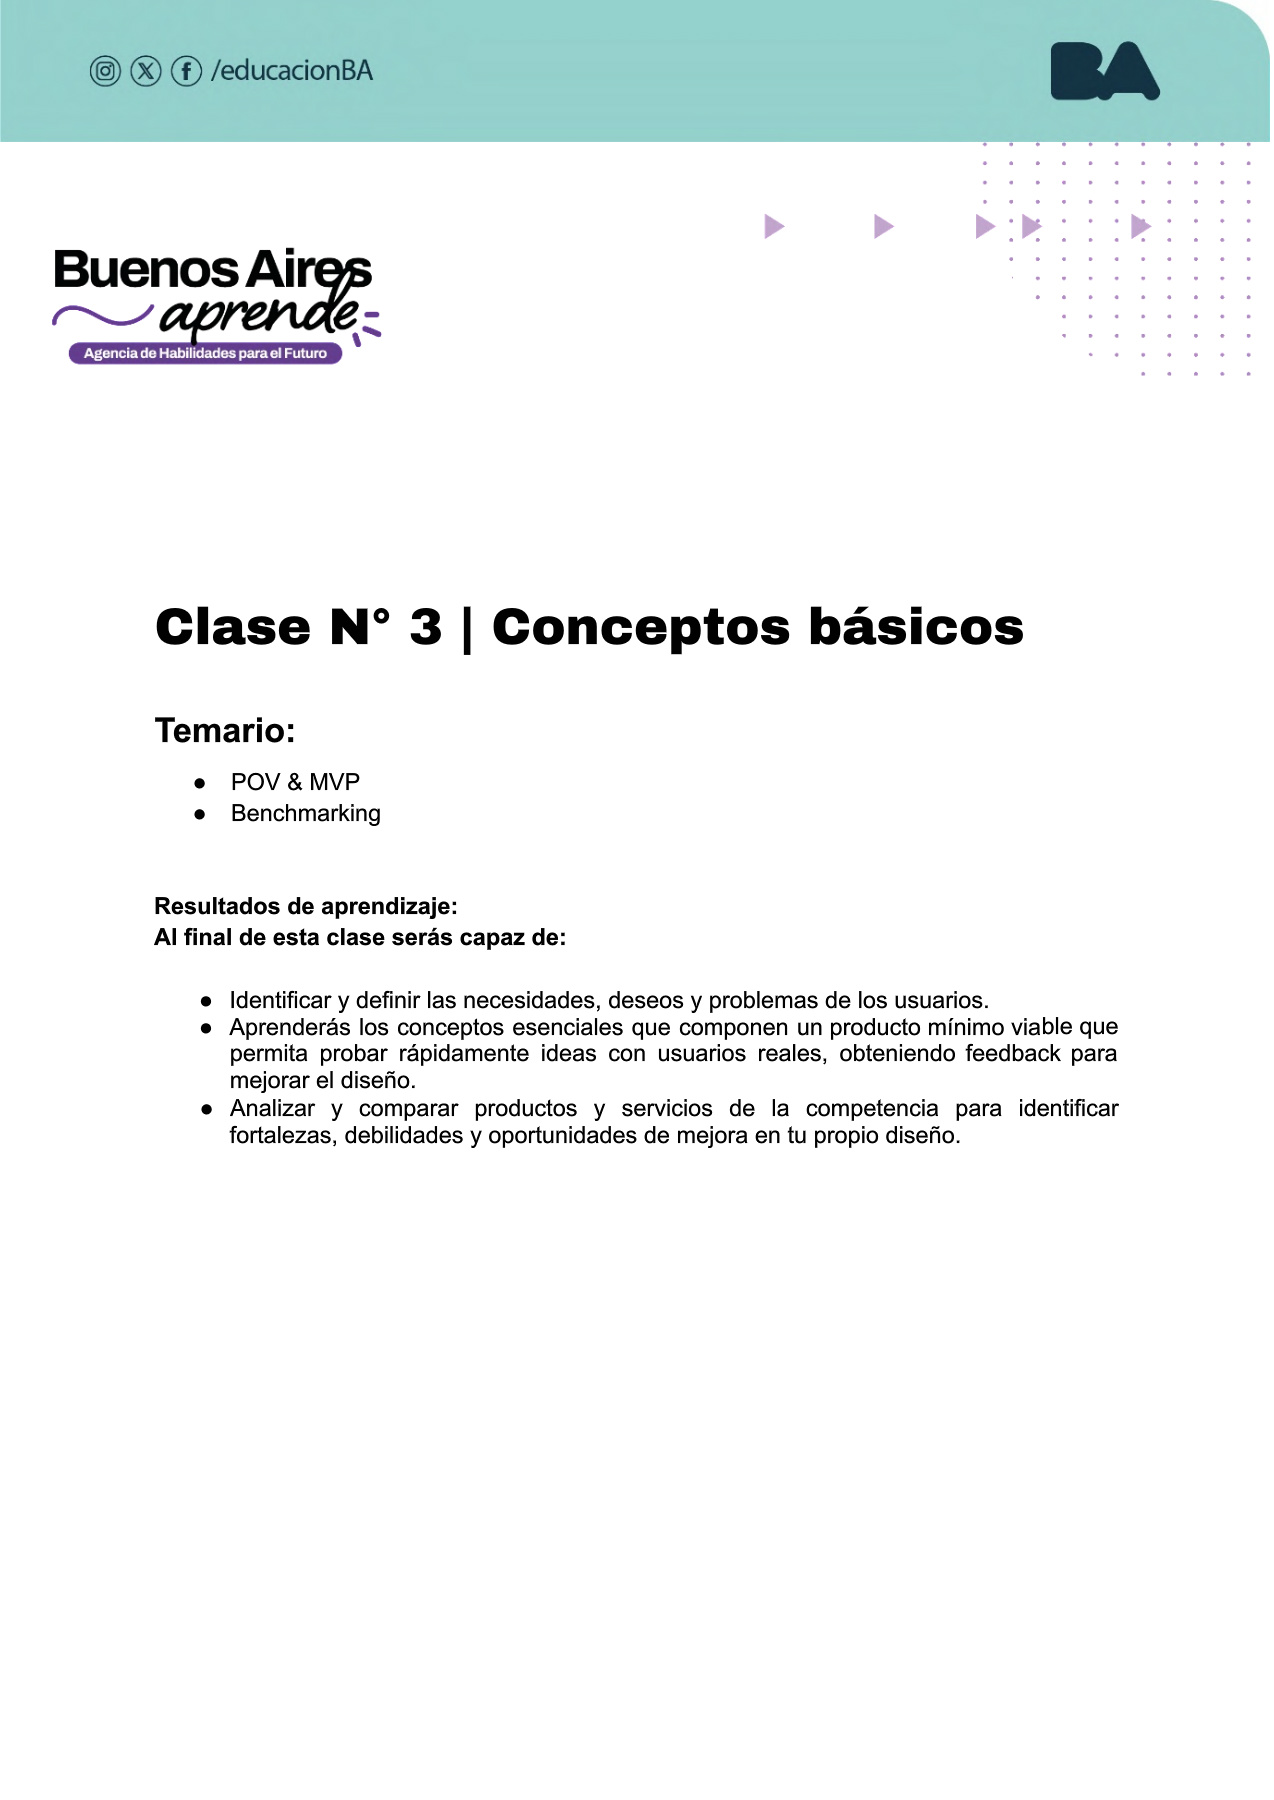 /educacionBA
BA
Buenos Aires
aprende
Agencia de Habilidades para el Futuro
Clase N° 3 | Conceptos básicos
Temario:
● POV & MVP
● Benchmarking
Resultados de aprendizaje:
Al final de esta clase serás capaz de:
● Identificar y definir las necesidades, deseos y problemas de los usuarios.
● Aprenderás los conceptos esenciales que componen un producto mínimo viable que
permita probar rápidamente ideas con usuarios reales, obteniendo feedback para
mejorar el diseño.
● Analizar y comparar productos y servicios de la competencia para identificar
fortalezas, debilidades y oportunidades de mejora en tu propio diseño.